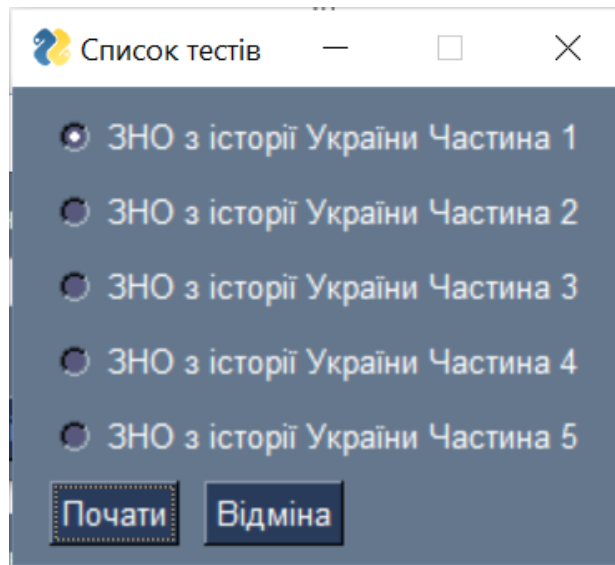 Список тестів
ЗНО з історії України Частина 1
ЗНО з історії України Частина 2
ЗНО з історії України Частина 3
ЗНО з історії України Частина 4
ЗНО з історії України Частина 5
Почати Відміна